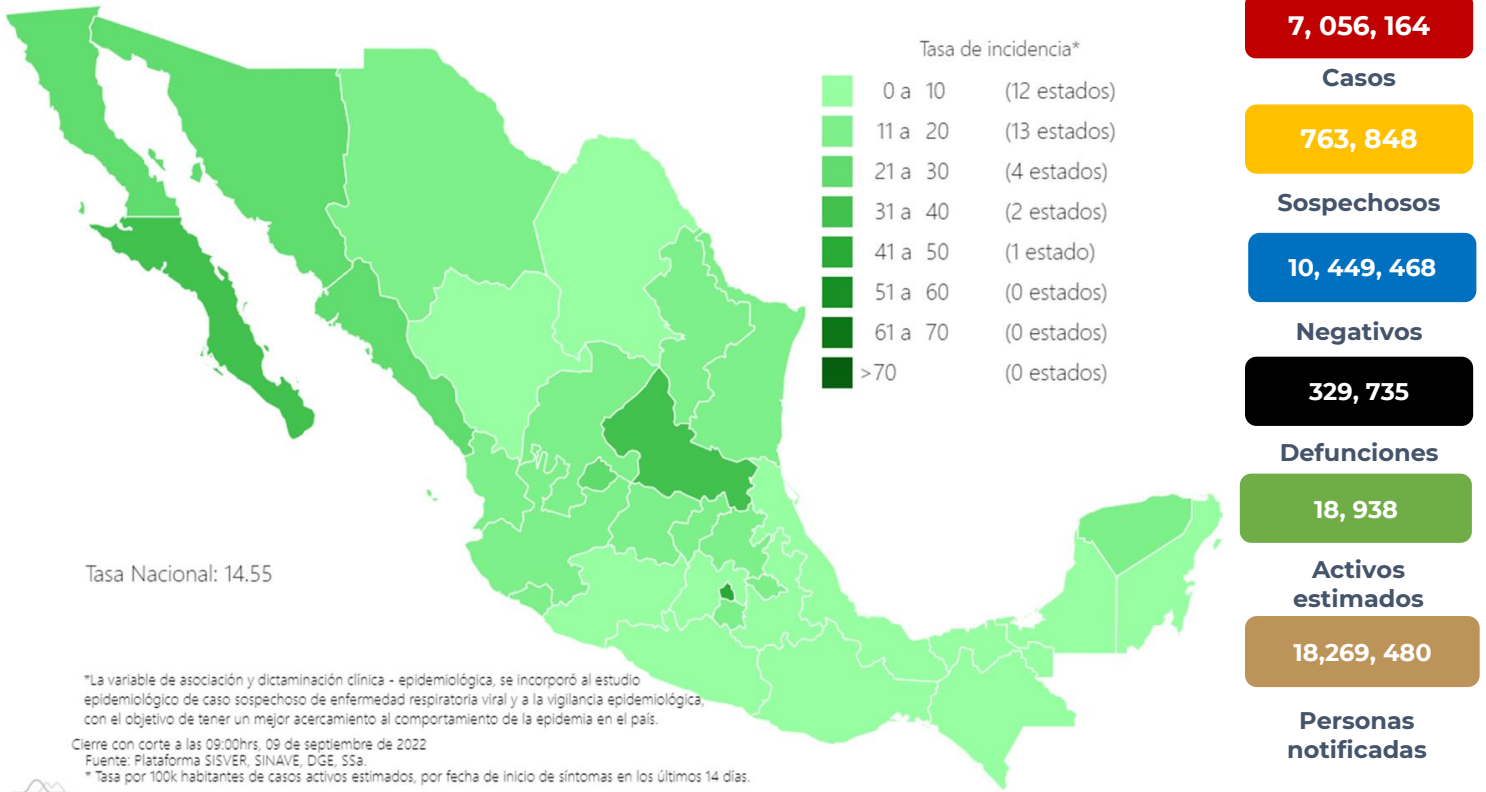 Tasa de incidencia*
0 a 10 (12 estados)
11 a 20 (13 estados)
21 a 30 (4 estados)
31 a 40 (2 estados)
41 a 50 (1 estado)
51 a 60 (0 estados)
61 a 70 (0 estados)
>70 (0 estados)
Tasa Nacional: 14.55
*La variable de asociación y dictaminación clínica - epidemiológica, se incorporó al estudio
epidemiológico de caso sospechoso de enfermedad respiratoria viral y a la vigilancia epidemiológica,
con el objetivo de tener un mejor acercamiento al comportamiento de la epidemia en el país.
Cierre con corte a las 09:00hrs, 09 de septiembre de 2022
Fuente: Plataforma SISVER, SINAVE, DGE, SSa.
* Tasa por 100k habitantes de casos activos estimados, por fecha de inicio de síntomas en los últimos 14 días.
7, 056, 164
Casos
763, 848
Sospechosos
10, 449, 468
Negativos
329, 735
Defunciones
18, 938
Activos
estimados
18,269, 480
Personas
notificadas